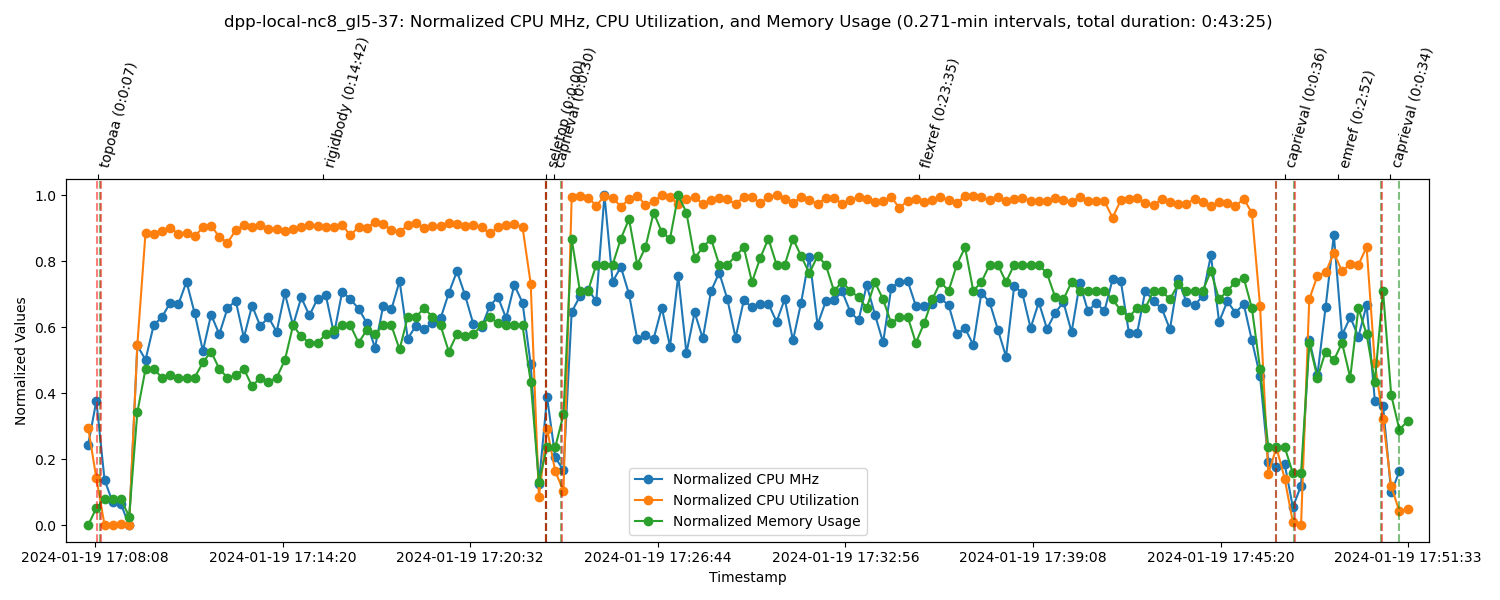 dpp-local-nc8_gl5-37: Normalized CPU MHz, CPU Utilization, and Memory Usage (0.271-min intervals, total duration: 0:43:25)
topoaa (0:0:07)
rigidbody (0:14:42)
seletop (0:0:00)
caprieval (0:0:30)
flexref (0:23:35)
caprieval (0:0:36)
emref (0:2:52)
caprieval (0:0:34)
Normalized Values
1.0
0.8
0.6
0.4
0.2
0.0
Normalized CPU MHz
Normalized CPU Utilization
Normalized Memory Usage
2024-01-19 17:08:08
2024-01-19 17:14:20
2024-01-19 17:20:32
2024-01-19 17:26:44
2024-01-19 17:32:56
2024-01-19 17:39:08
2024-01-19 17:45:20
2024-01-19 17:51:33
Timestamp